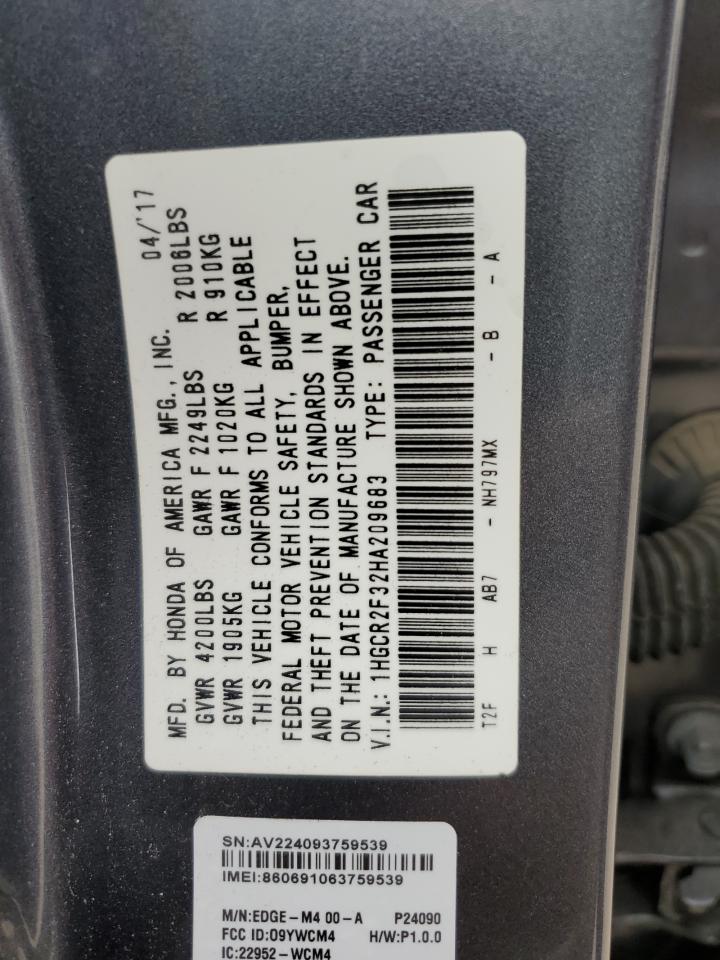 MFD. BY HONDA OF AMERICA MFG., INC. 04/'17
GVWR 4200LBS GAWR F 2249LBS R 2006LBS
GVWR 1905KG GAWR F 1020KG R 910KG
THIS VEHICLE CONFORMS TO ALL APPLICABLE
FEDERAL MOTOR VEHICLE SAFETY, BUMPER,
AND THEFT PREVENTION STANDARDS IN EFFECT
ON THE DATE OF MANUFACTURE SHOWN ABOVE.
V.I.N.: 1HGCR2F32HA209683 TYPE: PASSENGER CAR
T2F H AB7 - NH797MX - B - A
SN:AV224093759539
IMEI:860691063759539
M/N:EDGE-M4 00-A P24090
FCC ID:O9YWCM4 H/W:P1.0.0
IC:22952-WCM4